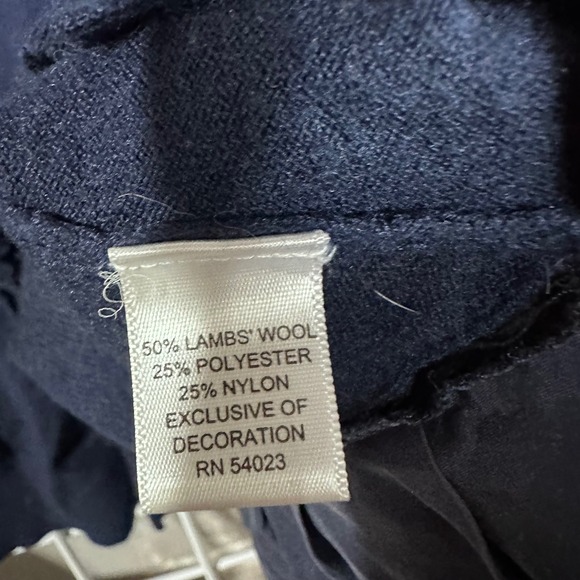 50% LAMBS' WOOL
25% POLYESTER
25% NYLON
EXCLUSIVE OF
DECORATION
RN 54023